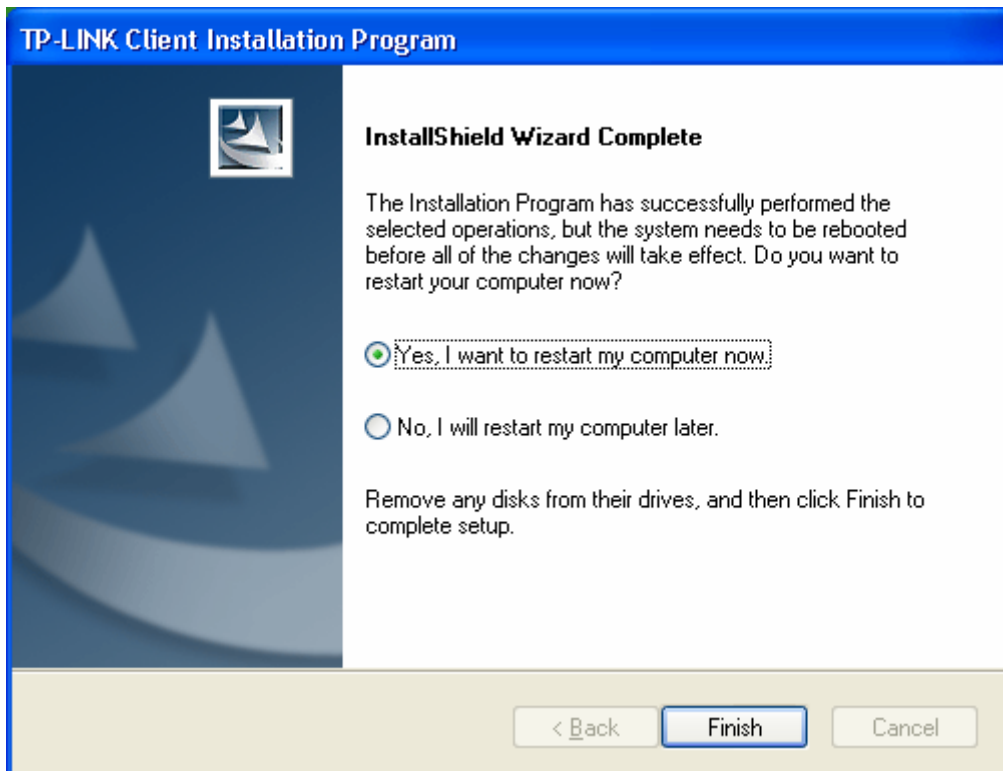 TP-LINK Client Installation Program
InstallShield Wizard Complete
The Installation Program has successfully performed the
selected operations, but the system needs to be rebooted
before all of the changes will take effect. Do you want to
restart your computer now?
Yes, I want to restart my computer now.
No, I will restart my computer later.
Remove any disks from their drives, and then click Finish to
complete setup.
< Back
Finish
Cancel